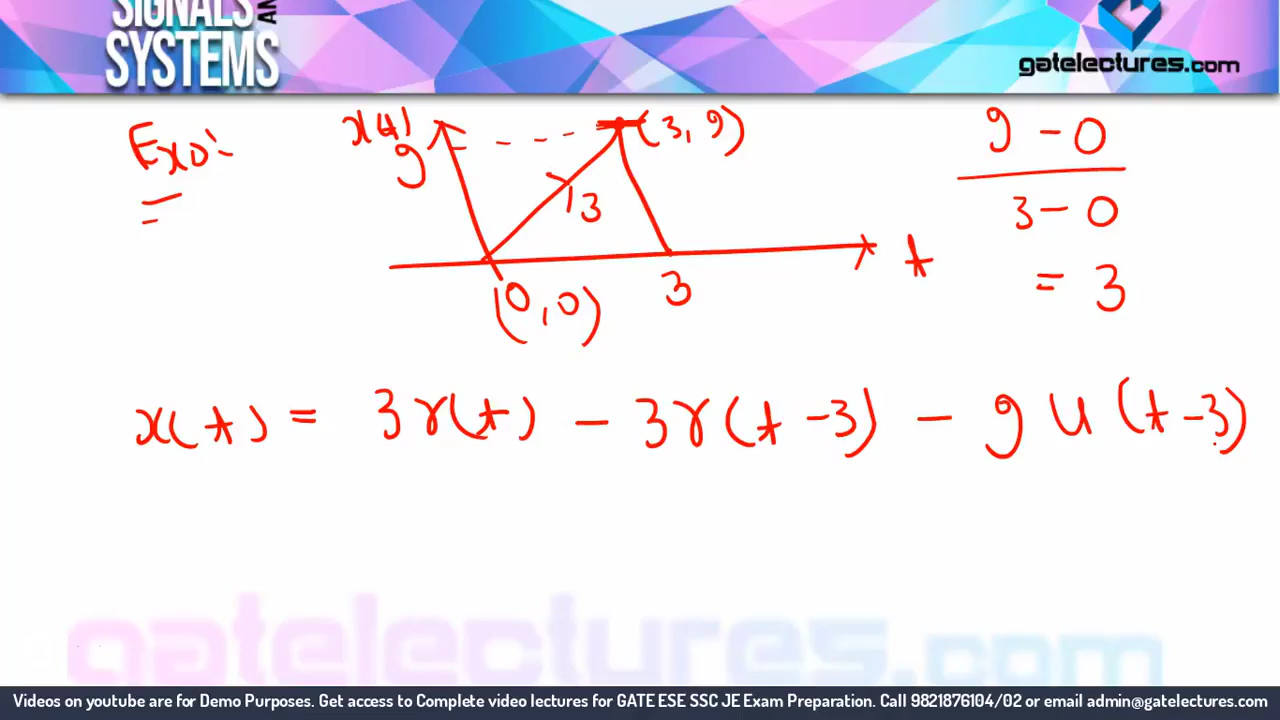 SIGNALS AND
SYSTEMS
gatelectures.com
Exo:
x(t)
9
(3, 9)
3
(0,0)
3
t
9 - 0
3 - 0
= 3
x(t) = 3r(t) - 3r(t-3) - 9u(t-3)
gatelectures.com
Videos on youtube are for Demo Purposes. Get access to Complete video lectures for GATE ESE SSC JE Exam Preparation. Call 9821876104/02 or email admin@gatelectures.com